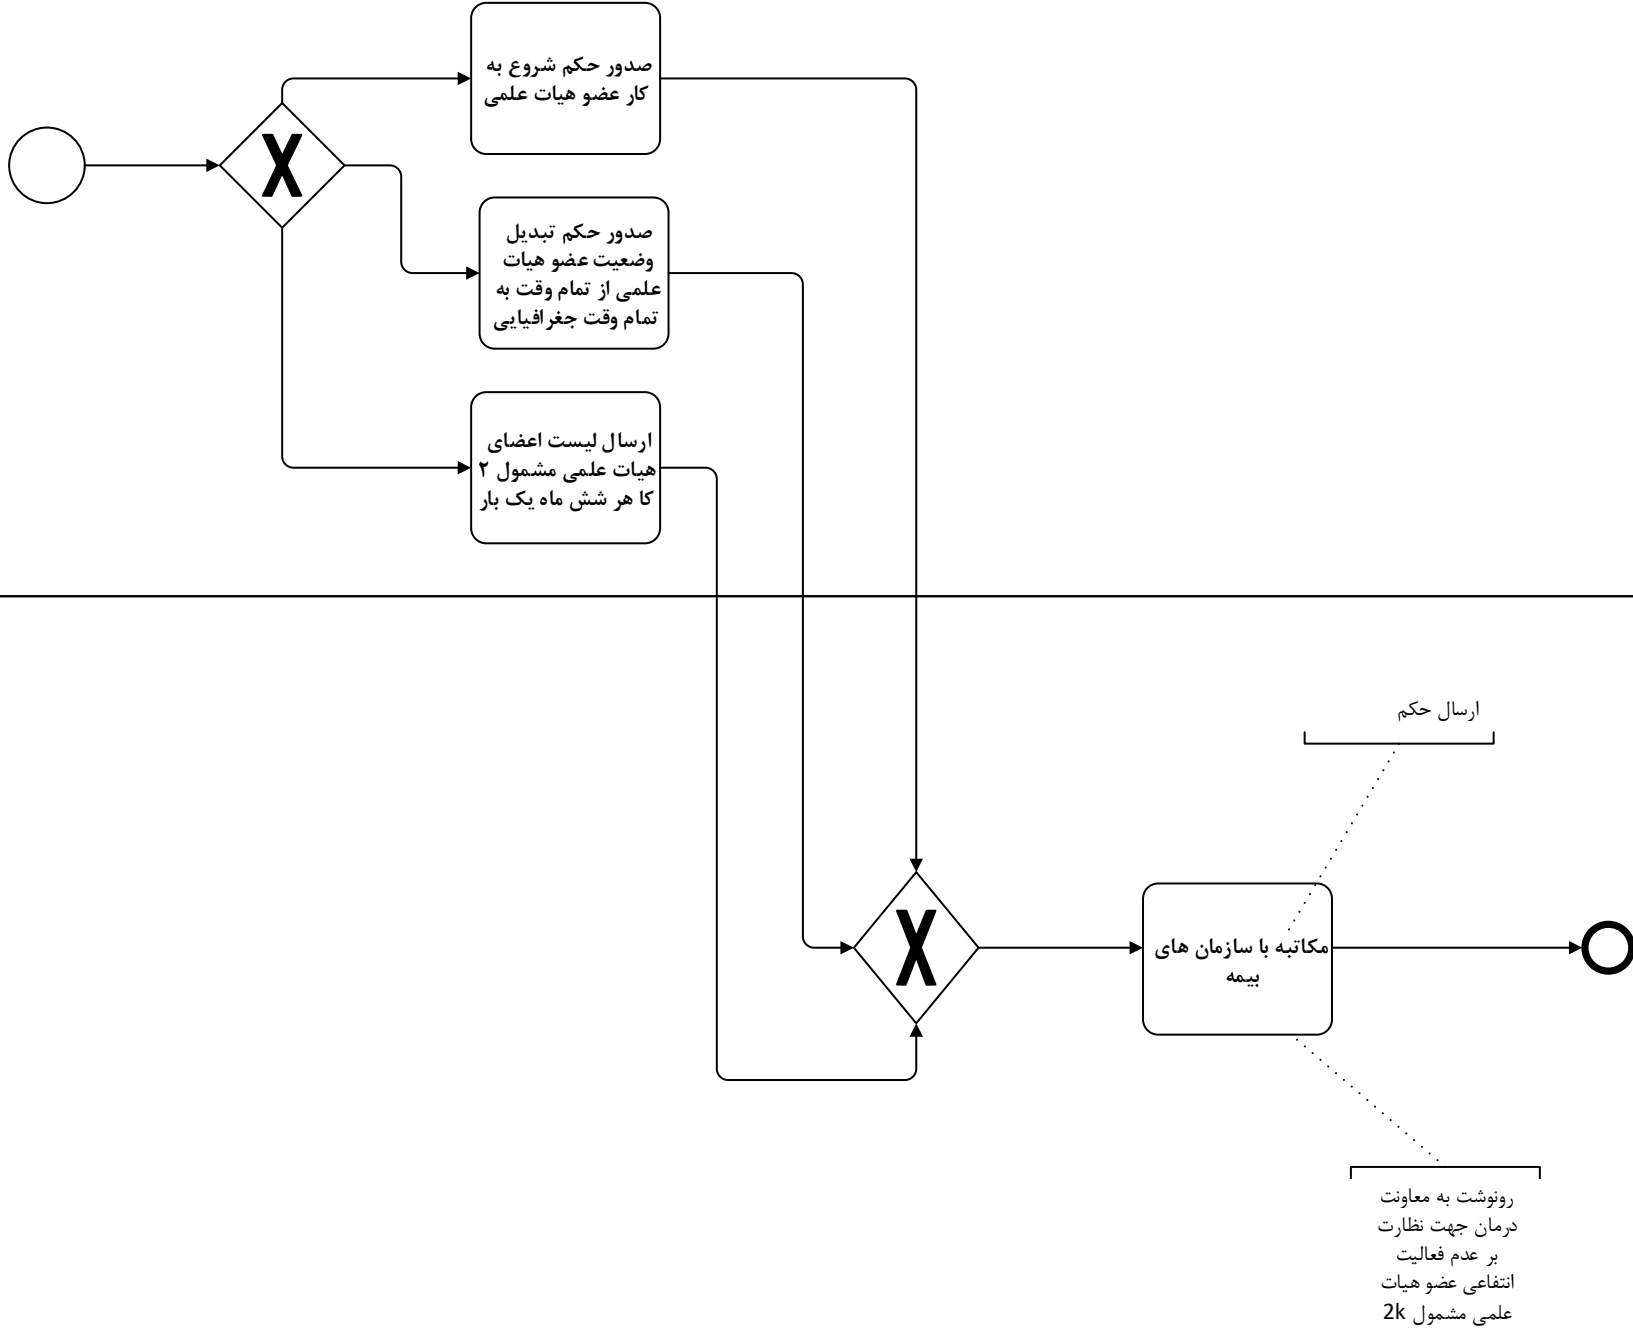 صدور حکم شروع به
کار عضو هیات علمی
صدور حکم تبدیل
وضعیت عضو هیات
علمی از تمام وقت به
تمام وقت جغرافیایی
ارسال لیست اعضای
هیات علمی مشمول ۲
کا هر شش ماه یک بار
ارسال حکم
مکاتبه با سازمان های
بیمه
رونوشت به معاونت
درمان جهت نظارت
بر عدم فعالیت
انتفاعی عضو هیات
علمی مشمول 2k